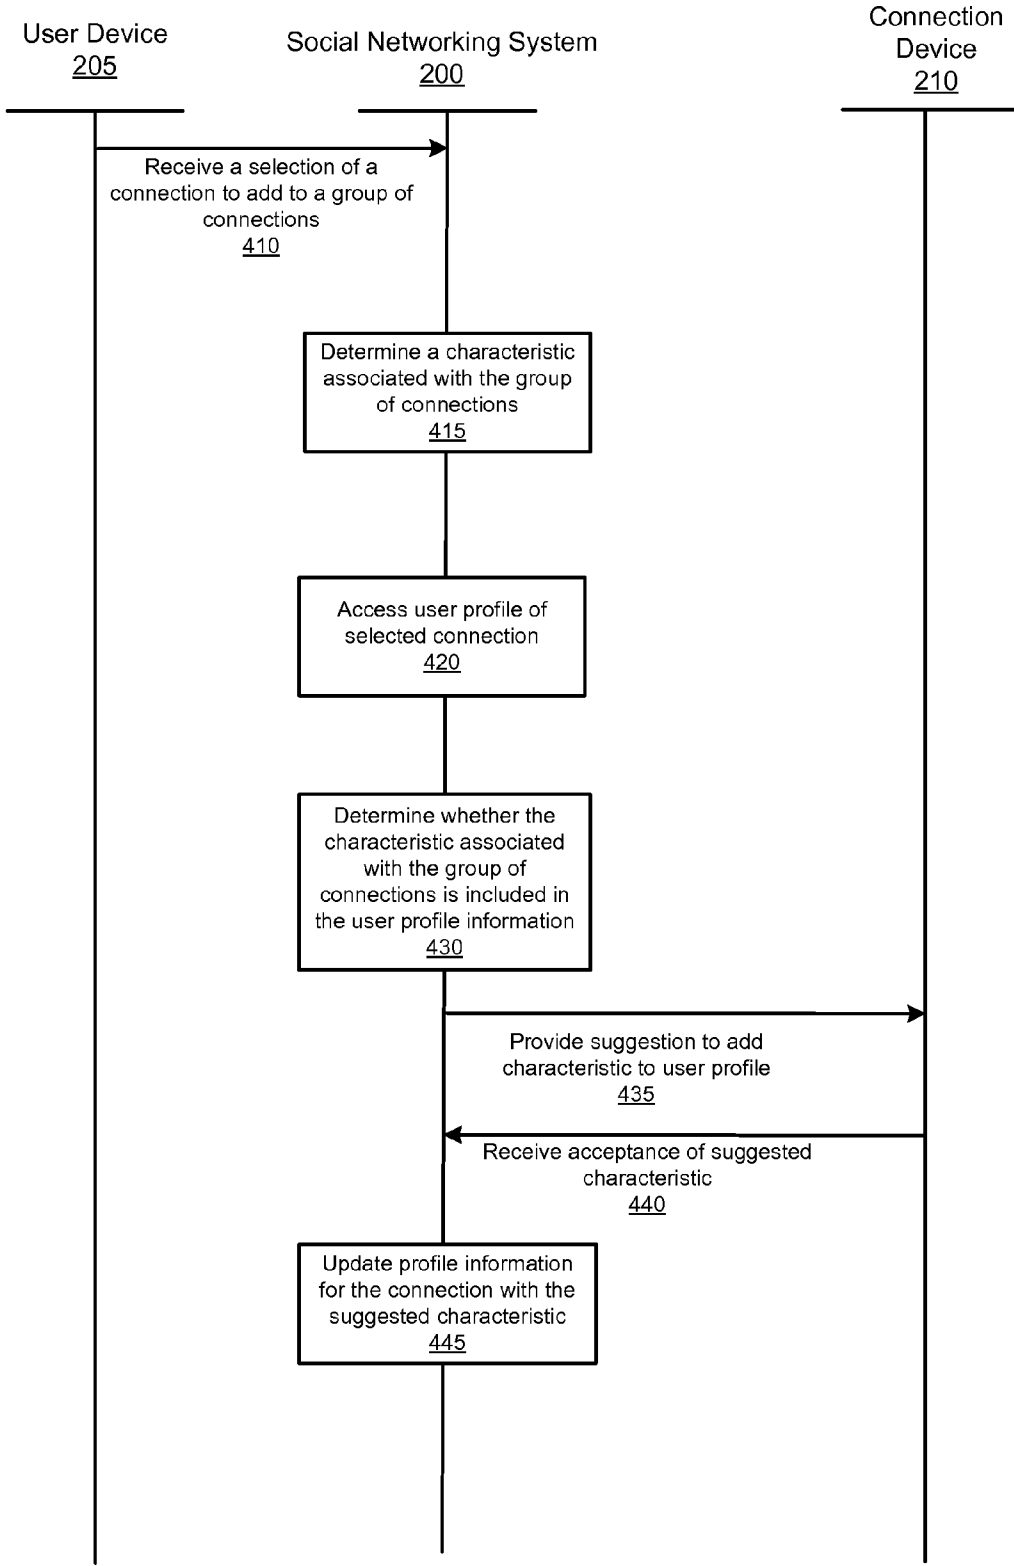 User Device
205
Social Networking System
200
Connection
Device
210
Receive a selection of a
connection to add to a group of
connections
410
Determine a characteristic
associated with the group
of connections
415
Access user profile of
selected connection
420
Determine whether the
characteristic associated
with the group of
connections is included in
the user profile information
430
Provide suggestion to add
characteristic to user profile
435
Receive acceptance of suggested
characteristic
440
Update profile information
for the connection with the
suggested characteristic
445